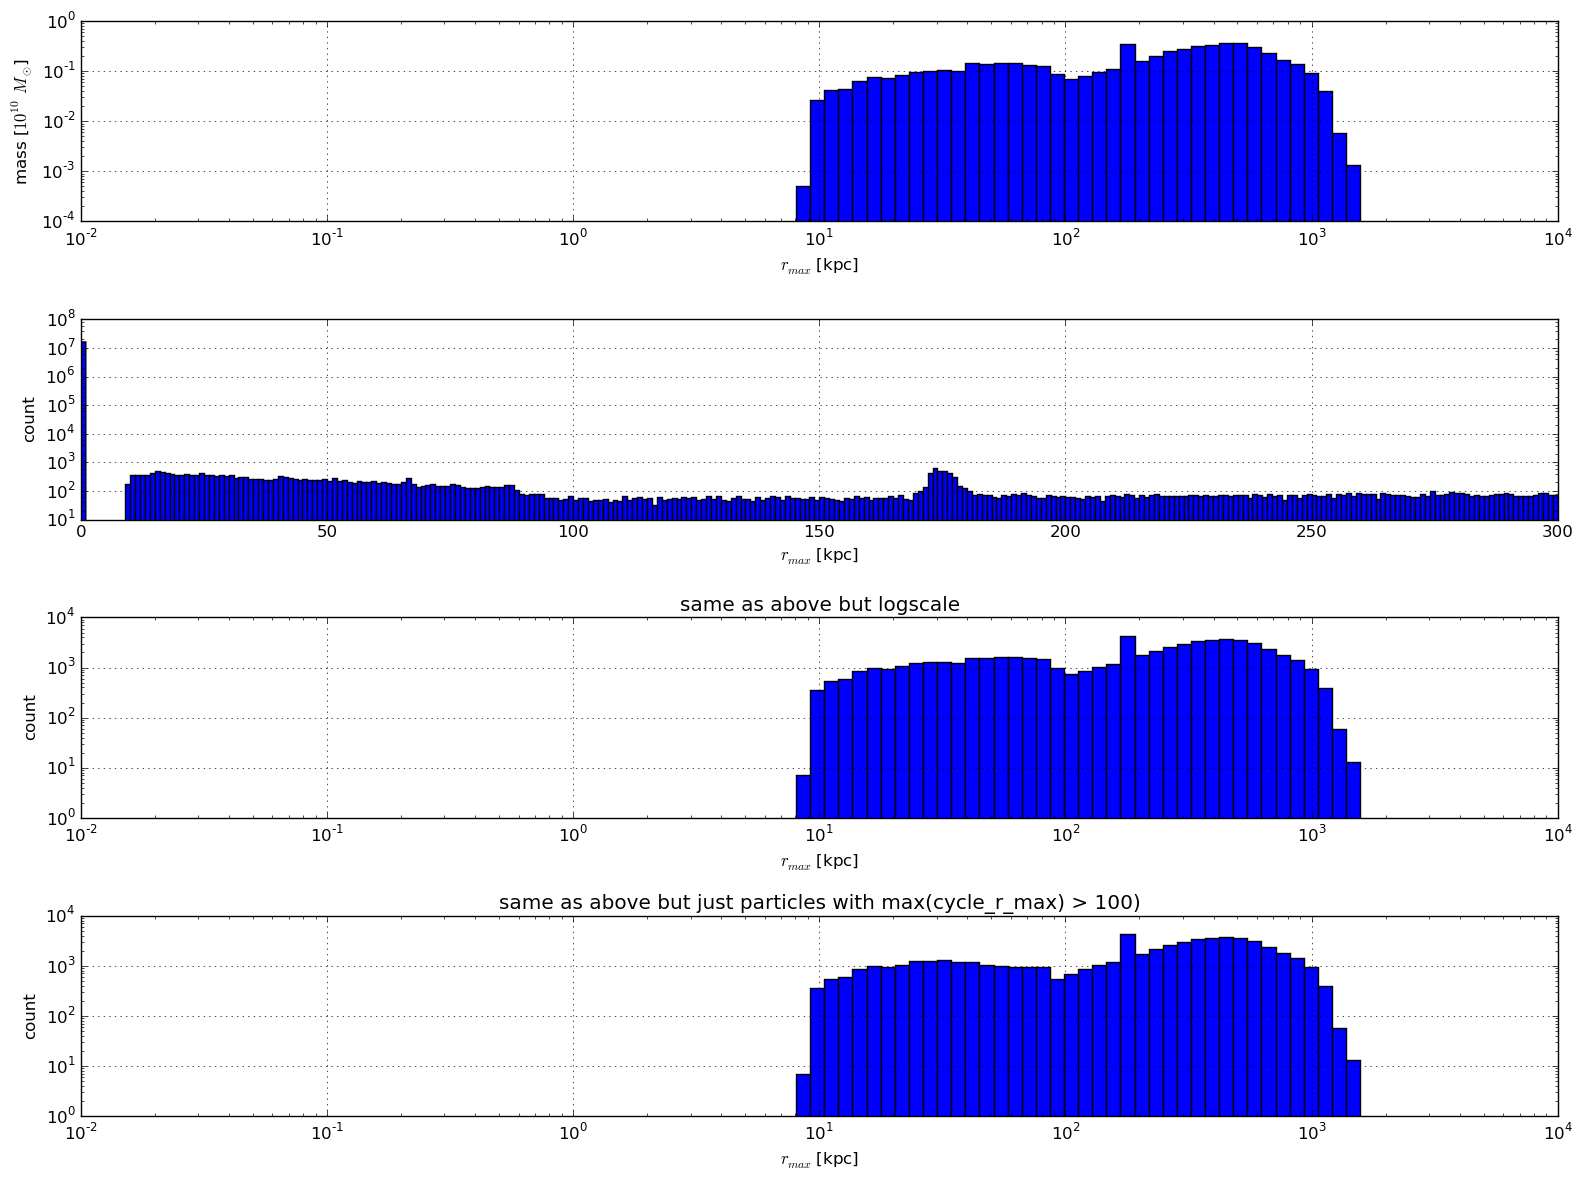 10^0
10^-1
10^-2
10^-3
10^-4
mass [10^10 M_⊙]
10^-2 10^-1 10^0 10^1 10^2 10^3 10^4
r_max [kpc]
10^8
10^7
10^6
10^5
10^4
10^3
10^2
10^1
count
0 50 100 150 200 250 300
r_max [kpc]
same as above but logscale
10^4
10^3
10^2
10^1
10^0
count
10^-2 10^-1 10^0 10^1 10^2 10^3 10^4
r_max [kpc]
same as above but just particles with max(cycle_r_max) > 100)
10^4
10^3
10^2
10^1
10^0
count
10^-2 10^-1 10^0 10^1 10^2 10^3 10^4
r_max [kpc]